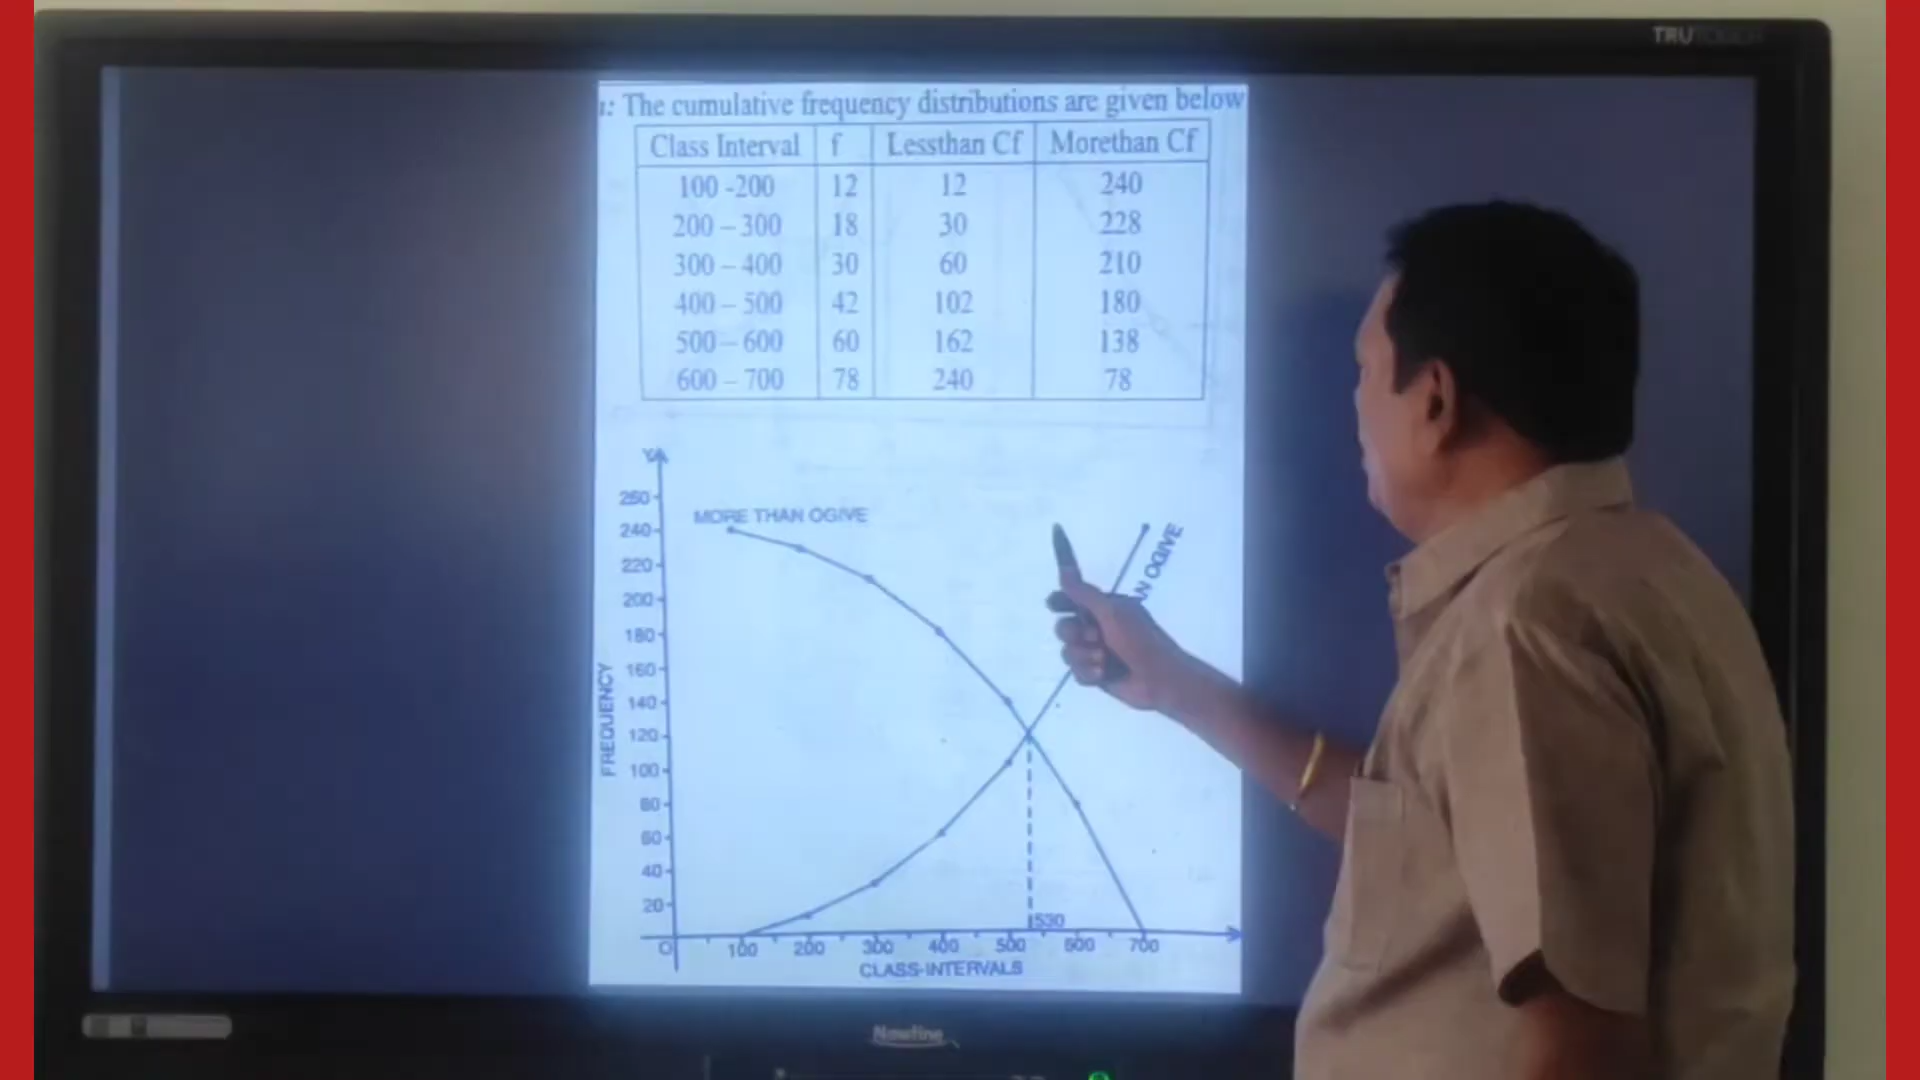 TRU
: The cumulative frequency distributions are given below
Class Interval f Lessthan Cf Morethan Cf
100 -200 12 12 240
200 – 300 18 30 228
300 – 400 30 60 210
400 – 500 42 102 180
500 – 600 60 162 138
600 – 700 78 240 78
Y
MORE THAN OGIVE
OGIVE
250
240
220
200
180
160
140
120
100
80
60
40
20
FREQUENCY
530
O 100 200 300 400 500 600 700
CLASS-INTERVALS
Newline